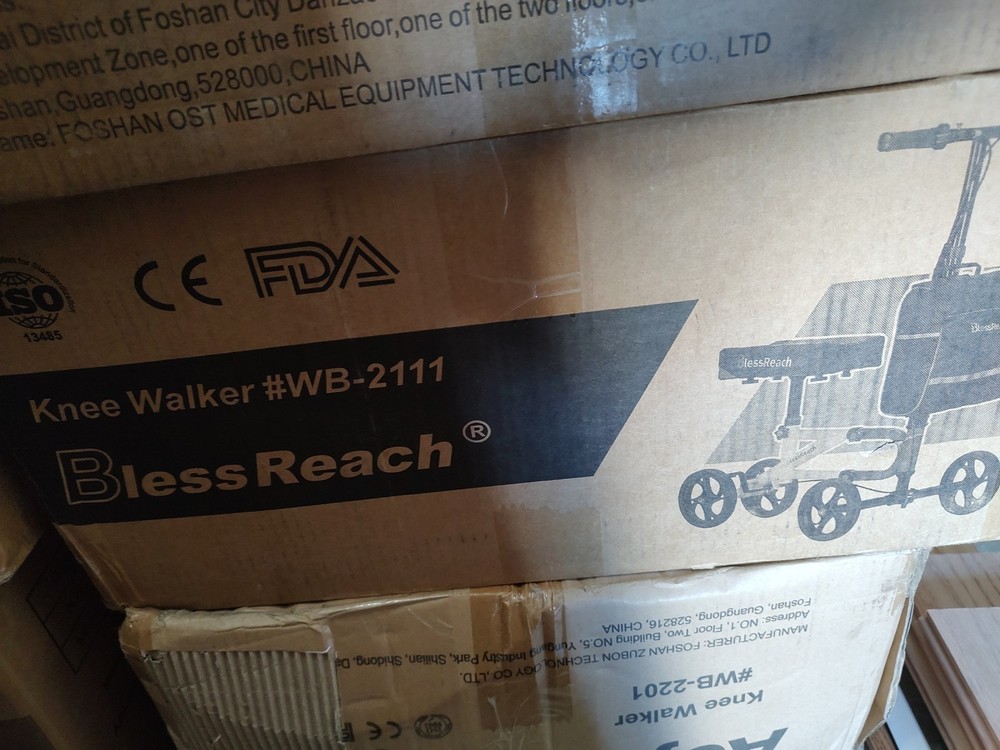 al District of Foshan City
elopment Zone,one of the first floor,one of the two floors,
shan,Guangdong,528000,CHINA
ame: FOSHAN OST MEDICAL EQUIPMENT TECHNOLOGY CO., LTD
ISO
13485
CE FDA
Knee Walker #WB-2111
BlessReach®
BlessReach
MANUFACTURER: FOSHAN ZUBON TECHNOLOGY CO.,LTD.
Address: NO.1, Floor Two, Building NO.5, Yungang Industry Park, Shilian, Shidong,
Foshan, Guangdong, 528216, CHINA
Knee Walker
#WB-2201
CE